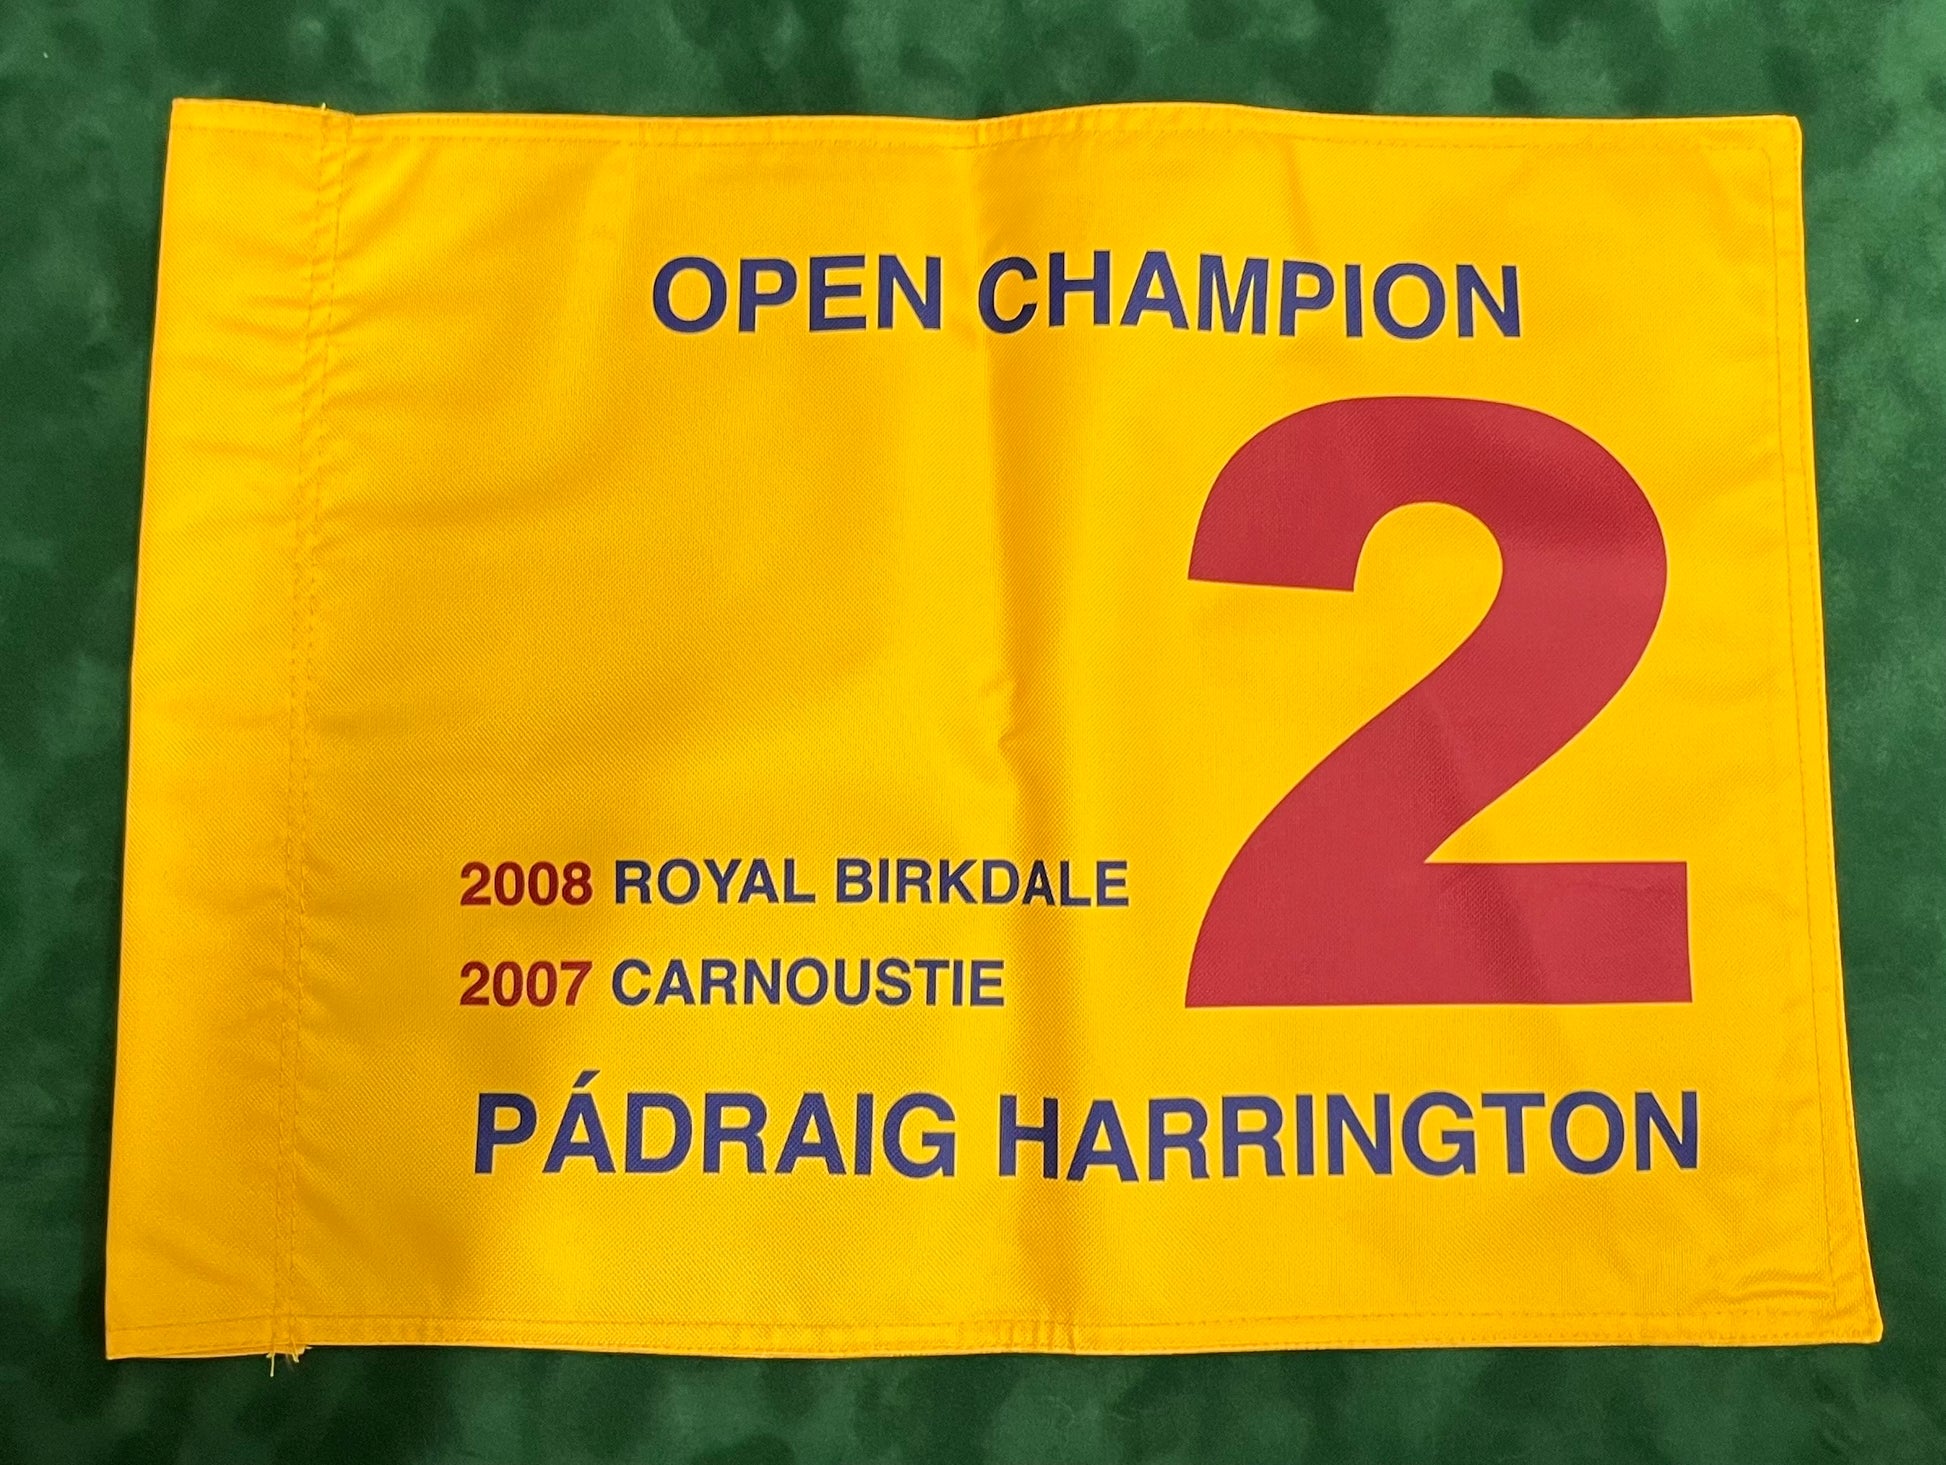 OPEN CHAMPION
2
2008 ROYAL BIRKDALE
2007 CARNOUSTIE
PÁDRAIG HARRINGTON